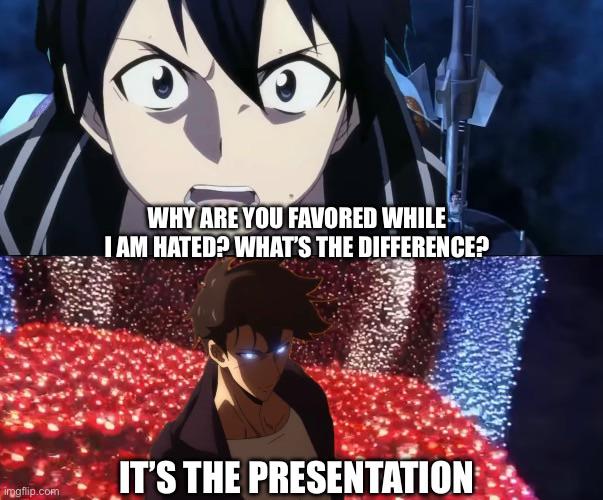 WHY ARE YOU FAVORED WHILE
I AM HATED? WHAT'S THE DIFFERENCE?
IT'S THE PRESENTATION
imgflip.com